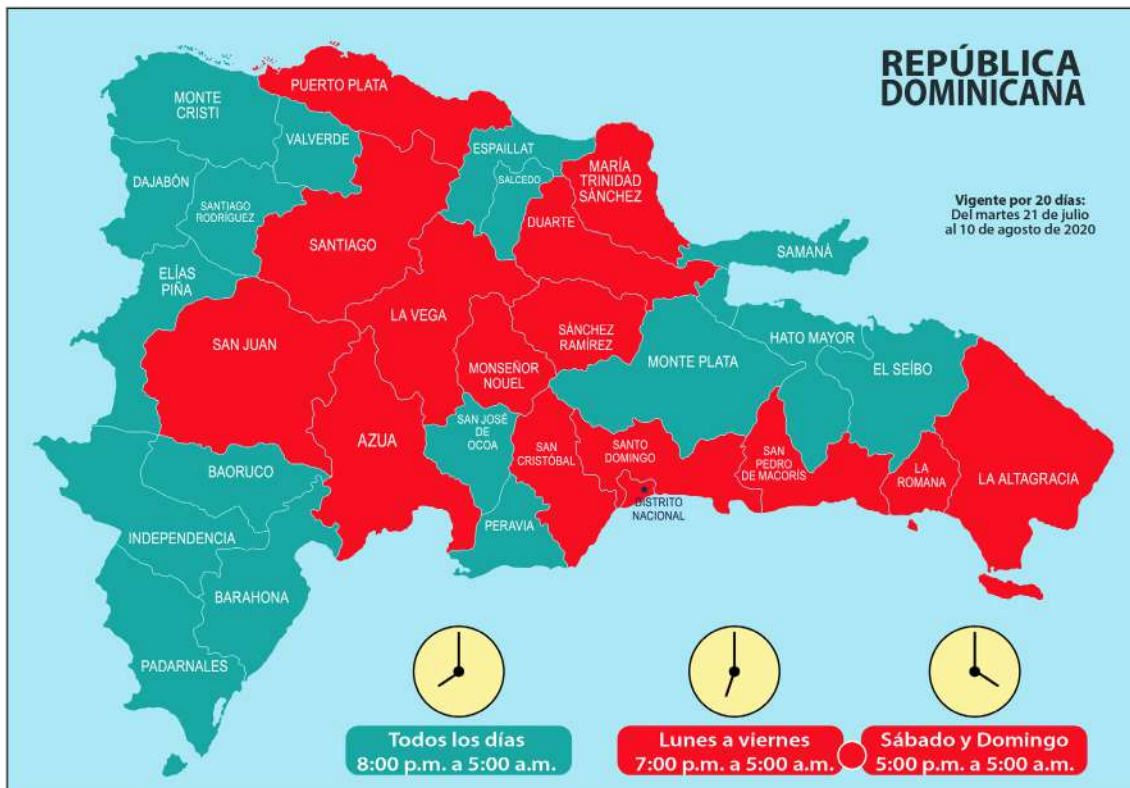 REPÚBLICA
DOMINICANA
Vigente por 20 días:
Del martes 21 de julio
al 10 de agosto de 2020
PUERTO PLATA
MONTE
CRISTI
VALVERDE
ESPAILLAT
SALCEDO
MARÍA
TRINIDAD
SÁNCHEZ
DAJABÓN
SANTIAGO
RODRÍGUEZ
DUARTE
SANTIAGO
SAMANÁ
ELÍAS
PIÑA
LA VEGA
SÁNCHEZ
RAMÍREZ
HATO MAYOR
SAN JUAN
MONSEÑOR
NOUEL
MONTE PLATA
EL SEÍBO
SAN JOSÉ
DE
OCOA
AZUA
SAN
CRISTÓBAL
SANTO
DOMINGO
SAN
PEDRO
DE MACORÍS
LA
ROMANA
LA ALTAGRACIA
BAORUCO
DISTRITO
NACIONAL
PERAVIA
INDEPENDENCIA
BARAHONA
PADARNALES
Todos los días
8:00 p.m. a 5:00 a.m.
Lunes a viernes
7:00 p.m. a 5:00 a.m.
Sábado y Domingo
5:00 p.m. a 5:00 a.m.